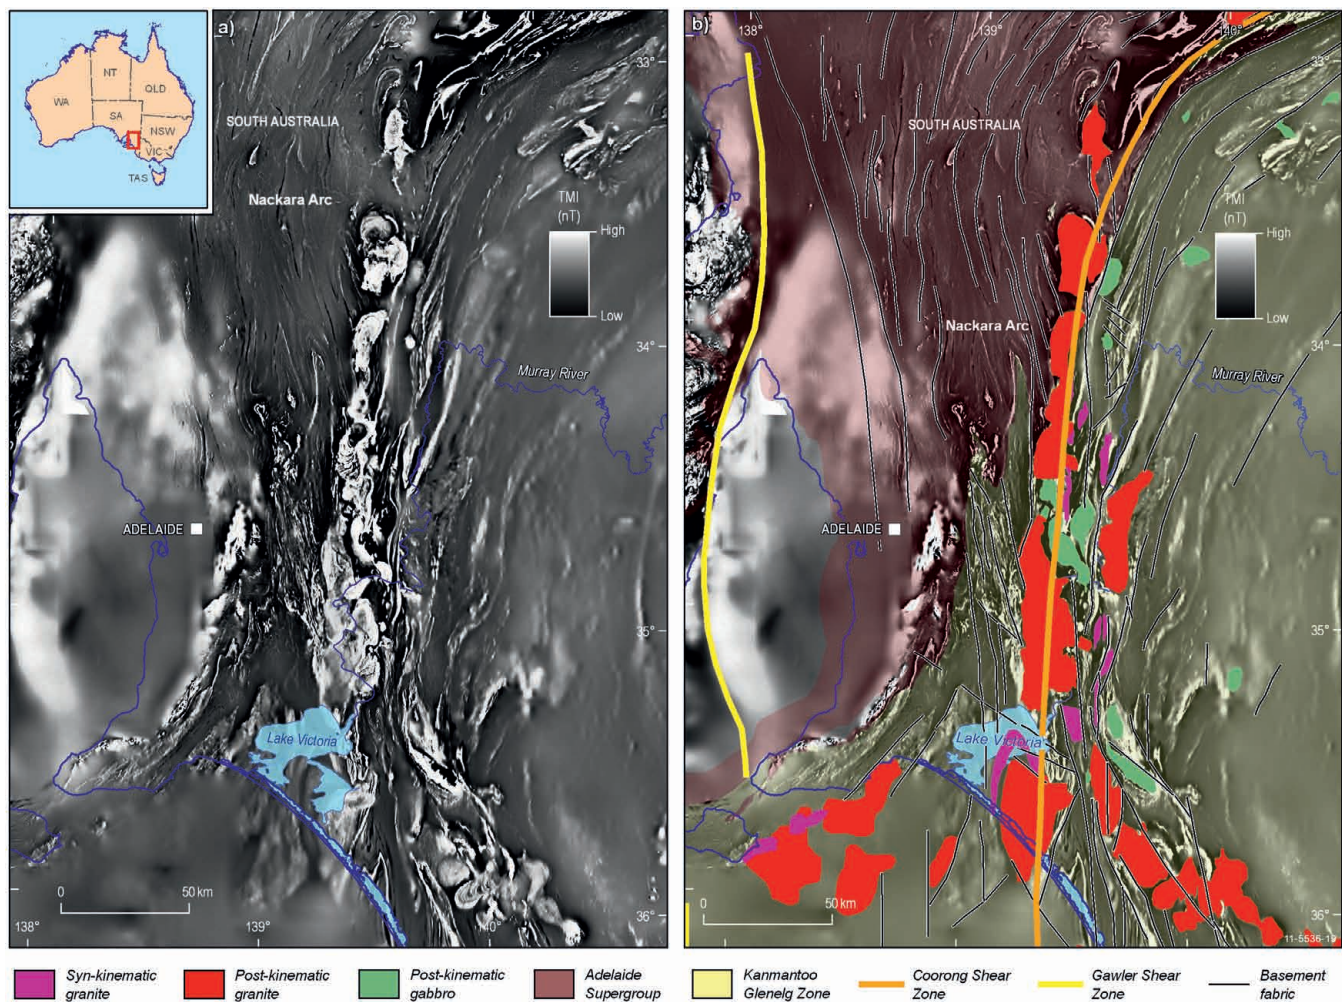 a)
NT
QLD
WA
SA
NSW
VIC
TAS
SOUTH AUSTRALIA
Nackara Arc
TMI
(nT)
High
Low
Murray River
ADELAIDE
Lake Victoria
33°
34°
35°
36°
0
50 km
138°
139°
140°
b)
138°
139°
140°
33°
SOUTH AUSTRALIA
TMI
(nT)
High
Low
Nackara Arc
34°
Murray River
ADELAIDE
35°
Lake Victoria
0
50 km
36°
11-5536-19
Syn-kinematic
granite
Post-kinematic
granite
Post-kinematic
gabbro
Adelaide
Supergroup
Kanmantoo
Glenelg Zone
Coorong Shear
Zone
Gawler Shear
Zone
Basement
fabric